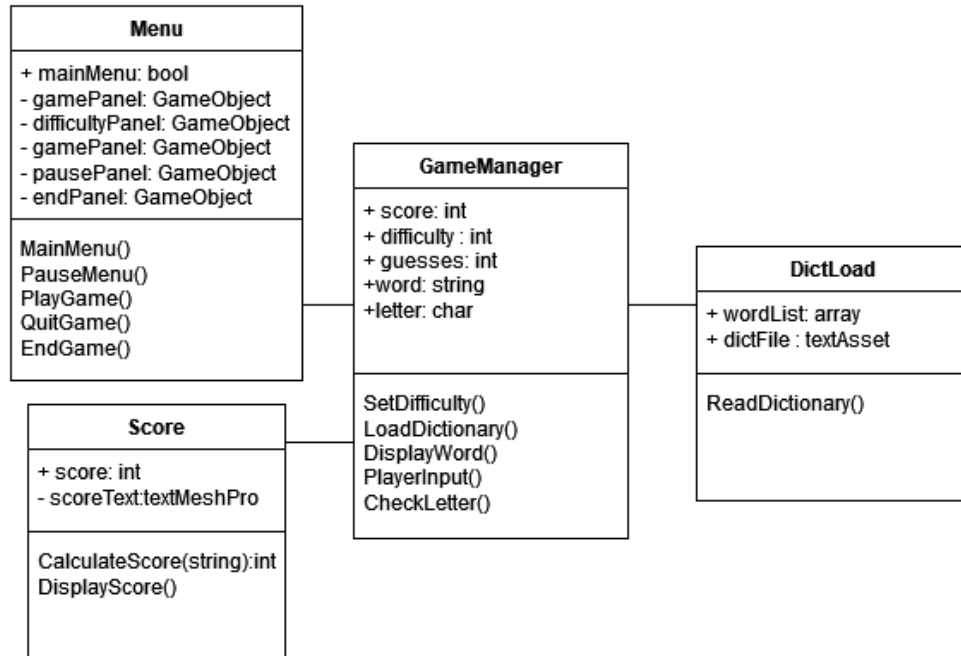 Menu
+ mainMenu: bool
- gamePanel: GameObject
- difficultyPanel: GameObject
- gamePanel: GameObject
- pausePanel: GameObject
- endPanel: GameObject
MainMenu()
PauseMenu()
PlayGame()
QuitGame()
EndGame()
GameManager
+ score: int
+ difficulty : int
+ guesses: int
+word: string
+letter: char
SetDifficulty()
LoadDictionary()
DisplayWord()
PlayerInput()
CheckLetter()
DictLoad
+ wordList: array
+ dictFile : textAsset
ReadDictionary()
Score
+ score: int
- scoreText:textMeshPro
CalculateScore(string):int
DisplayScore()